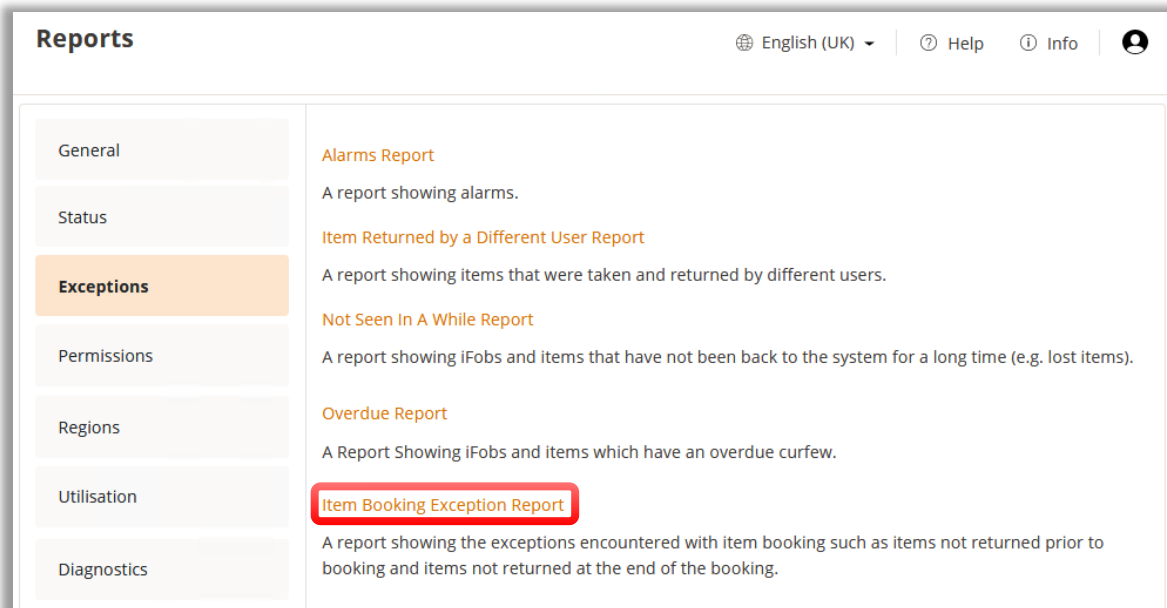 Reports
English (UK)
Help
Info
General
Status
Exceptions
Permissions
Regions
Utilisation
Diagnostics
Alarms Report
A report showing alarms.
Item Returned by a Different User Report
A report showing items that were taken and returned by different users.
Not Seen In A While Report
A report showing iFobs and items that have not been back to the system for a long time (e.g. lost items).
Overdue Report
A Report Showing iFobs and items which have an overdue curfew.
Item Booking Exception Report
A report showing the exceptions encountered with item booking such as items not returned prior to
booking and items not returned at the end of the booking.